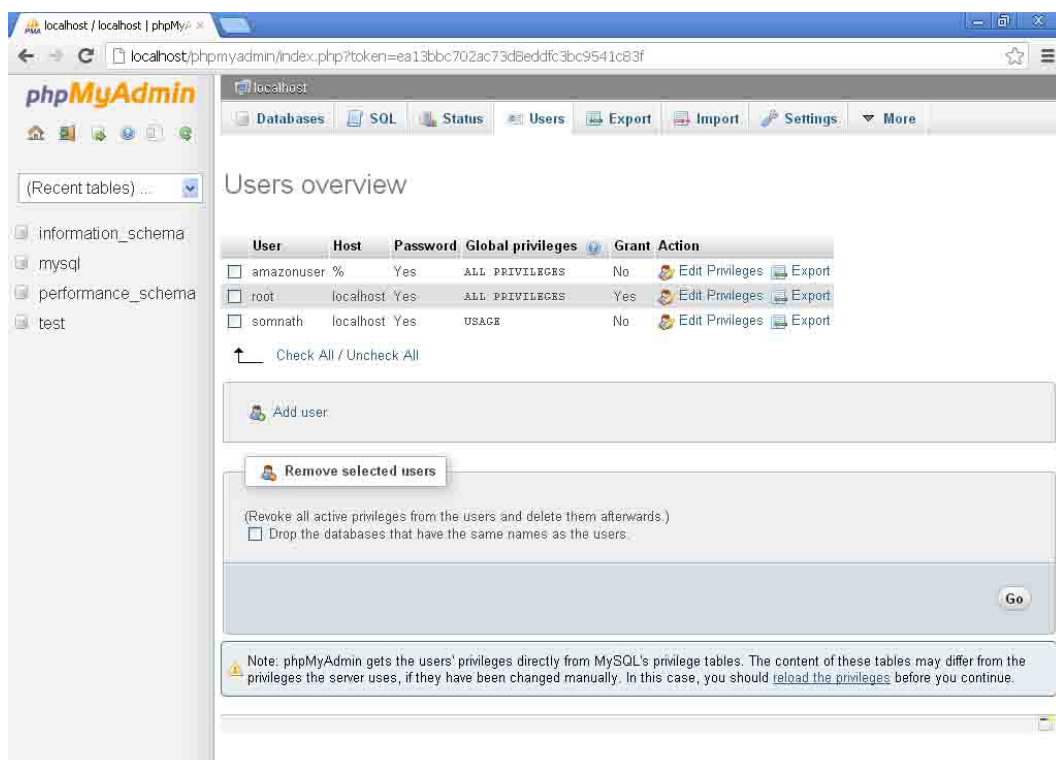 localhost / localhost | phpMyA
localhost/phpmyadmin/index.php?token=ea13bbc702ac73d8eddfc3bc9541c83f
phpMyAdmin
(Recent tables) ...
information_schema
mysql
performance_schema
test
localhost
Databases SQL Status Users Export Import Settings More
Users overview
User Host Password Global privileges Grant Action
amazonuser % Yes ALL PRIVILEGES No Edit Privileges Export
root localhost Yes ALL PRIVILEGES Yes Edit Privileges Export
somnath localhost Yes USAGE No Edit Privileges Export
Check All / Uncheck All
Add user
Remove selected users
(Revoke all active privileges from the users and delete them afterwards.)
Drop the databases that have the same names as the users.
Go
Note: phpMyAdmin gets the users' privileges directly from MySQL's privilege tables. The content of these tables may differ from the
privileges the server uses, if they have been changed manually. In this case, you should reload the privileges before you continue.